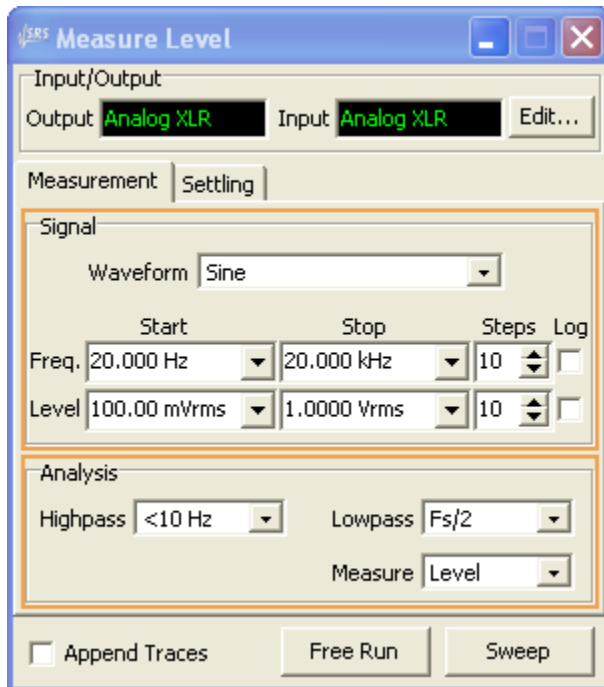 SRS Measure Level
Input/Output
Output Analog XLR Input Analog XLR Edit...
Measurement Settling
Signal
Waveform Sine
Start Stop Steps Log
Freq. 20.000 Hz 20.000 kHz 10
Level 100.00 mVrms 1.0000 Vrms 10
Analysis
Highpass <10 Hz Lowpass Fs/2
Measure Level
Append Traces Free Run Sweep